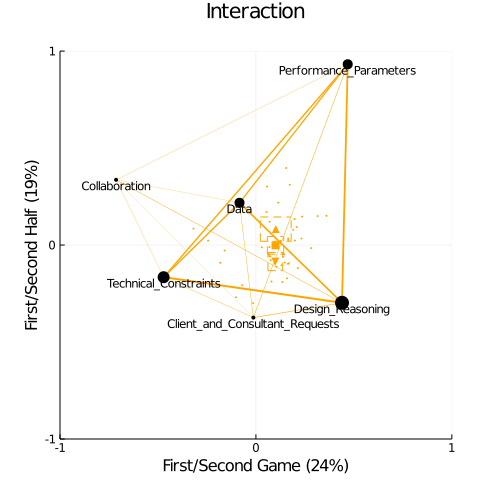 Interaction
1
Performance_Parameters
Collaboration
Data
0
Technical_Constraints
Design_Reasoning
Client_and_Consultant_Requests
-1
-1
0
1
First/Second Half (19%)
First/Second Game (24%)